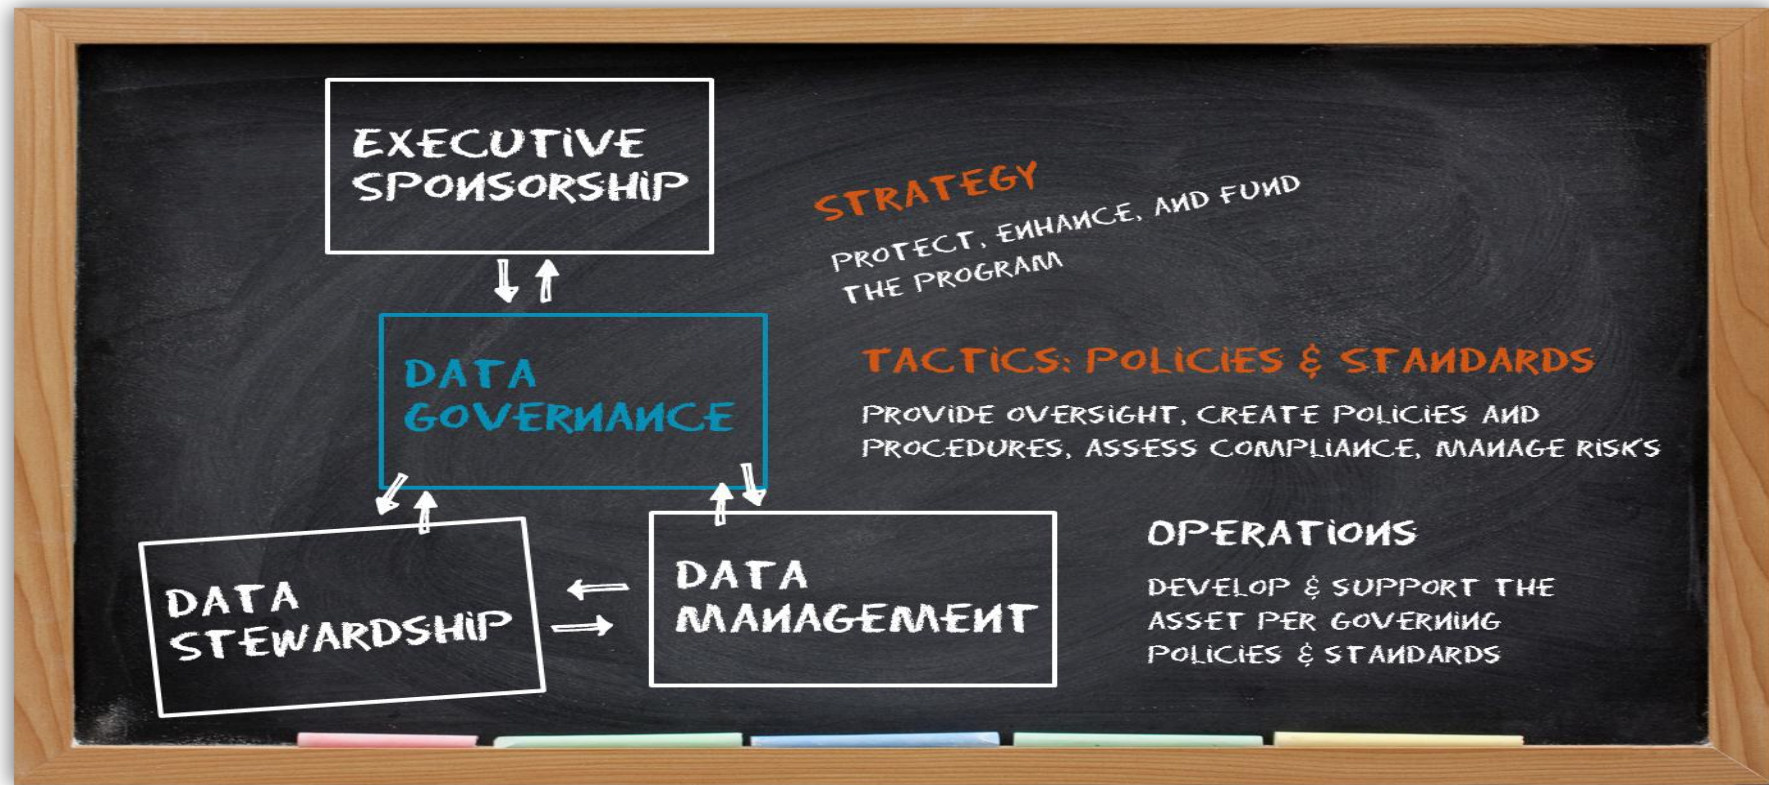 EXECUTIVE
SPONSORSHIP
STRATEGY
PROTECT, ENHANCE, AND FUND
THE PROGRAM
DATA
GOVERNANCE
TACTICS: POLICIES & STANDARDS
PROVIDE OVERSIGHT, CREATE POLICIES AND
PROCEDURES, ASSESS COMPLIANCE, MANAGE RISKS
DATA
STEWARDSHIP
DATA
MANAGEMENT
OPERATIONS
DEVELOP & SUPPORT THE
ASSET PER GOVERNING
POLICIES & STANDARDS